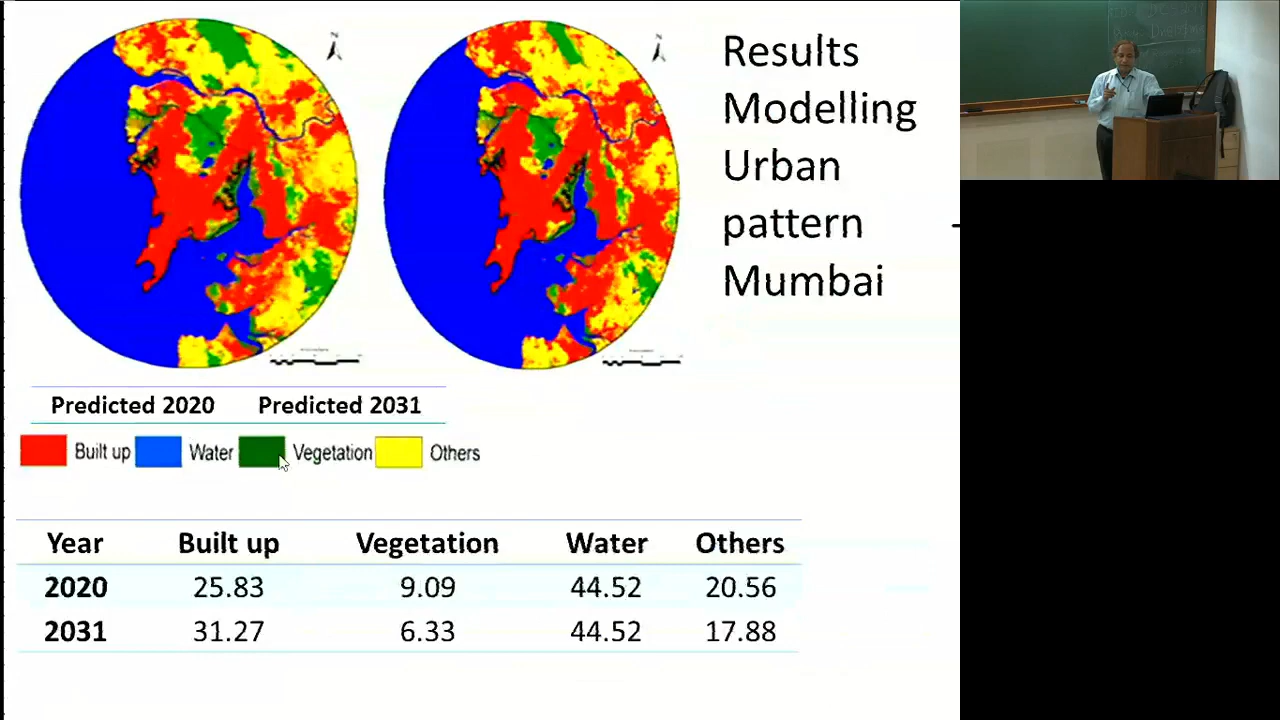 Results
Modelling
Urban
pattern
Mumbai
Predicted 2020 Predicted 2031
Built up Water Vegetation Others
Year Built up Vegetation Water Others
2020 25.83 9.09 44.52 20.56
2031 31.27 6.33 44.52 17.88